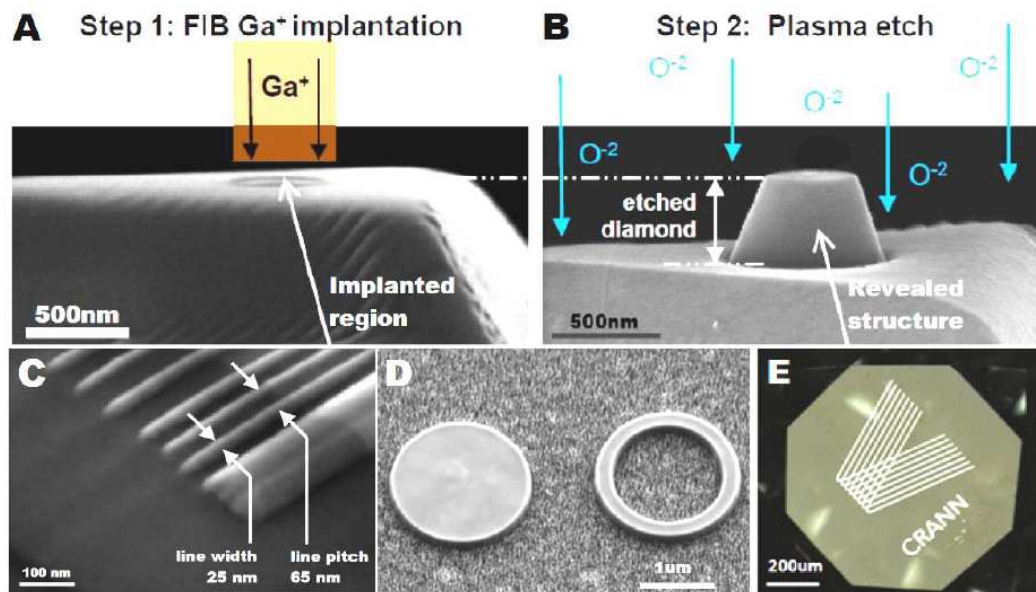 A Step 1: FIB Ga⁺ implantation
Ga⁺
Implanted
region
500nm
B Step 2: Plasma etch
O⁻²
O⁻²
O⁻²
O⁻²
O⁻²
etched
diamond
Revealed
structure
500nm
C
line width
25 nm
line pitch
65 nm
100 nm
D
1um
E
CRANN
200um